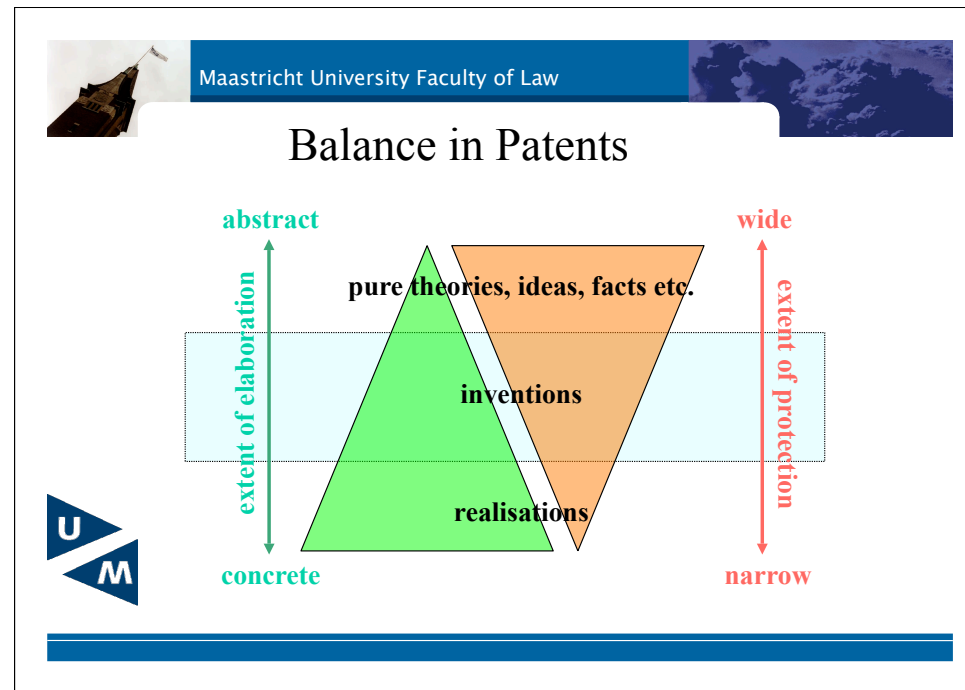 Maastricht University Faculty of Law
Balance in Patents
abstract
wide
pure theories, ideas, facts etc.
extent of elaboration
extent of protection
inventions
realisations
U
M
concrete
narrow